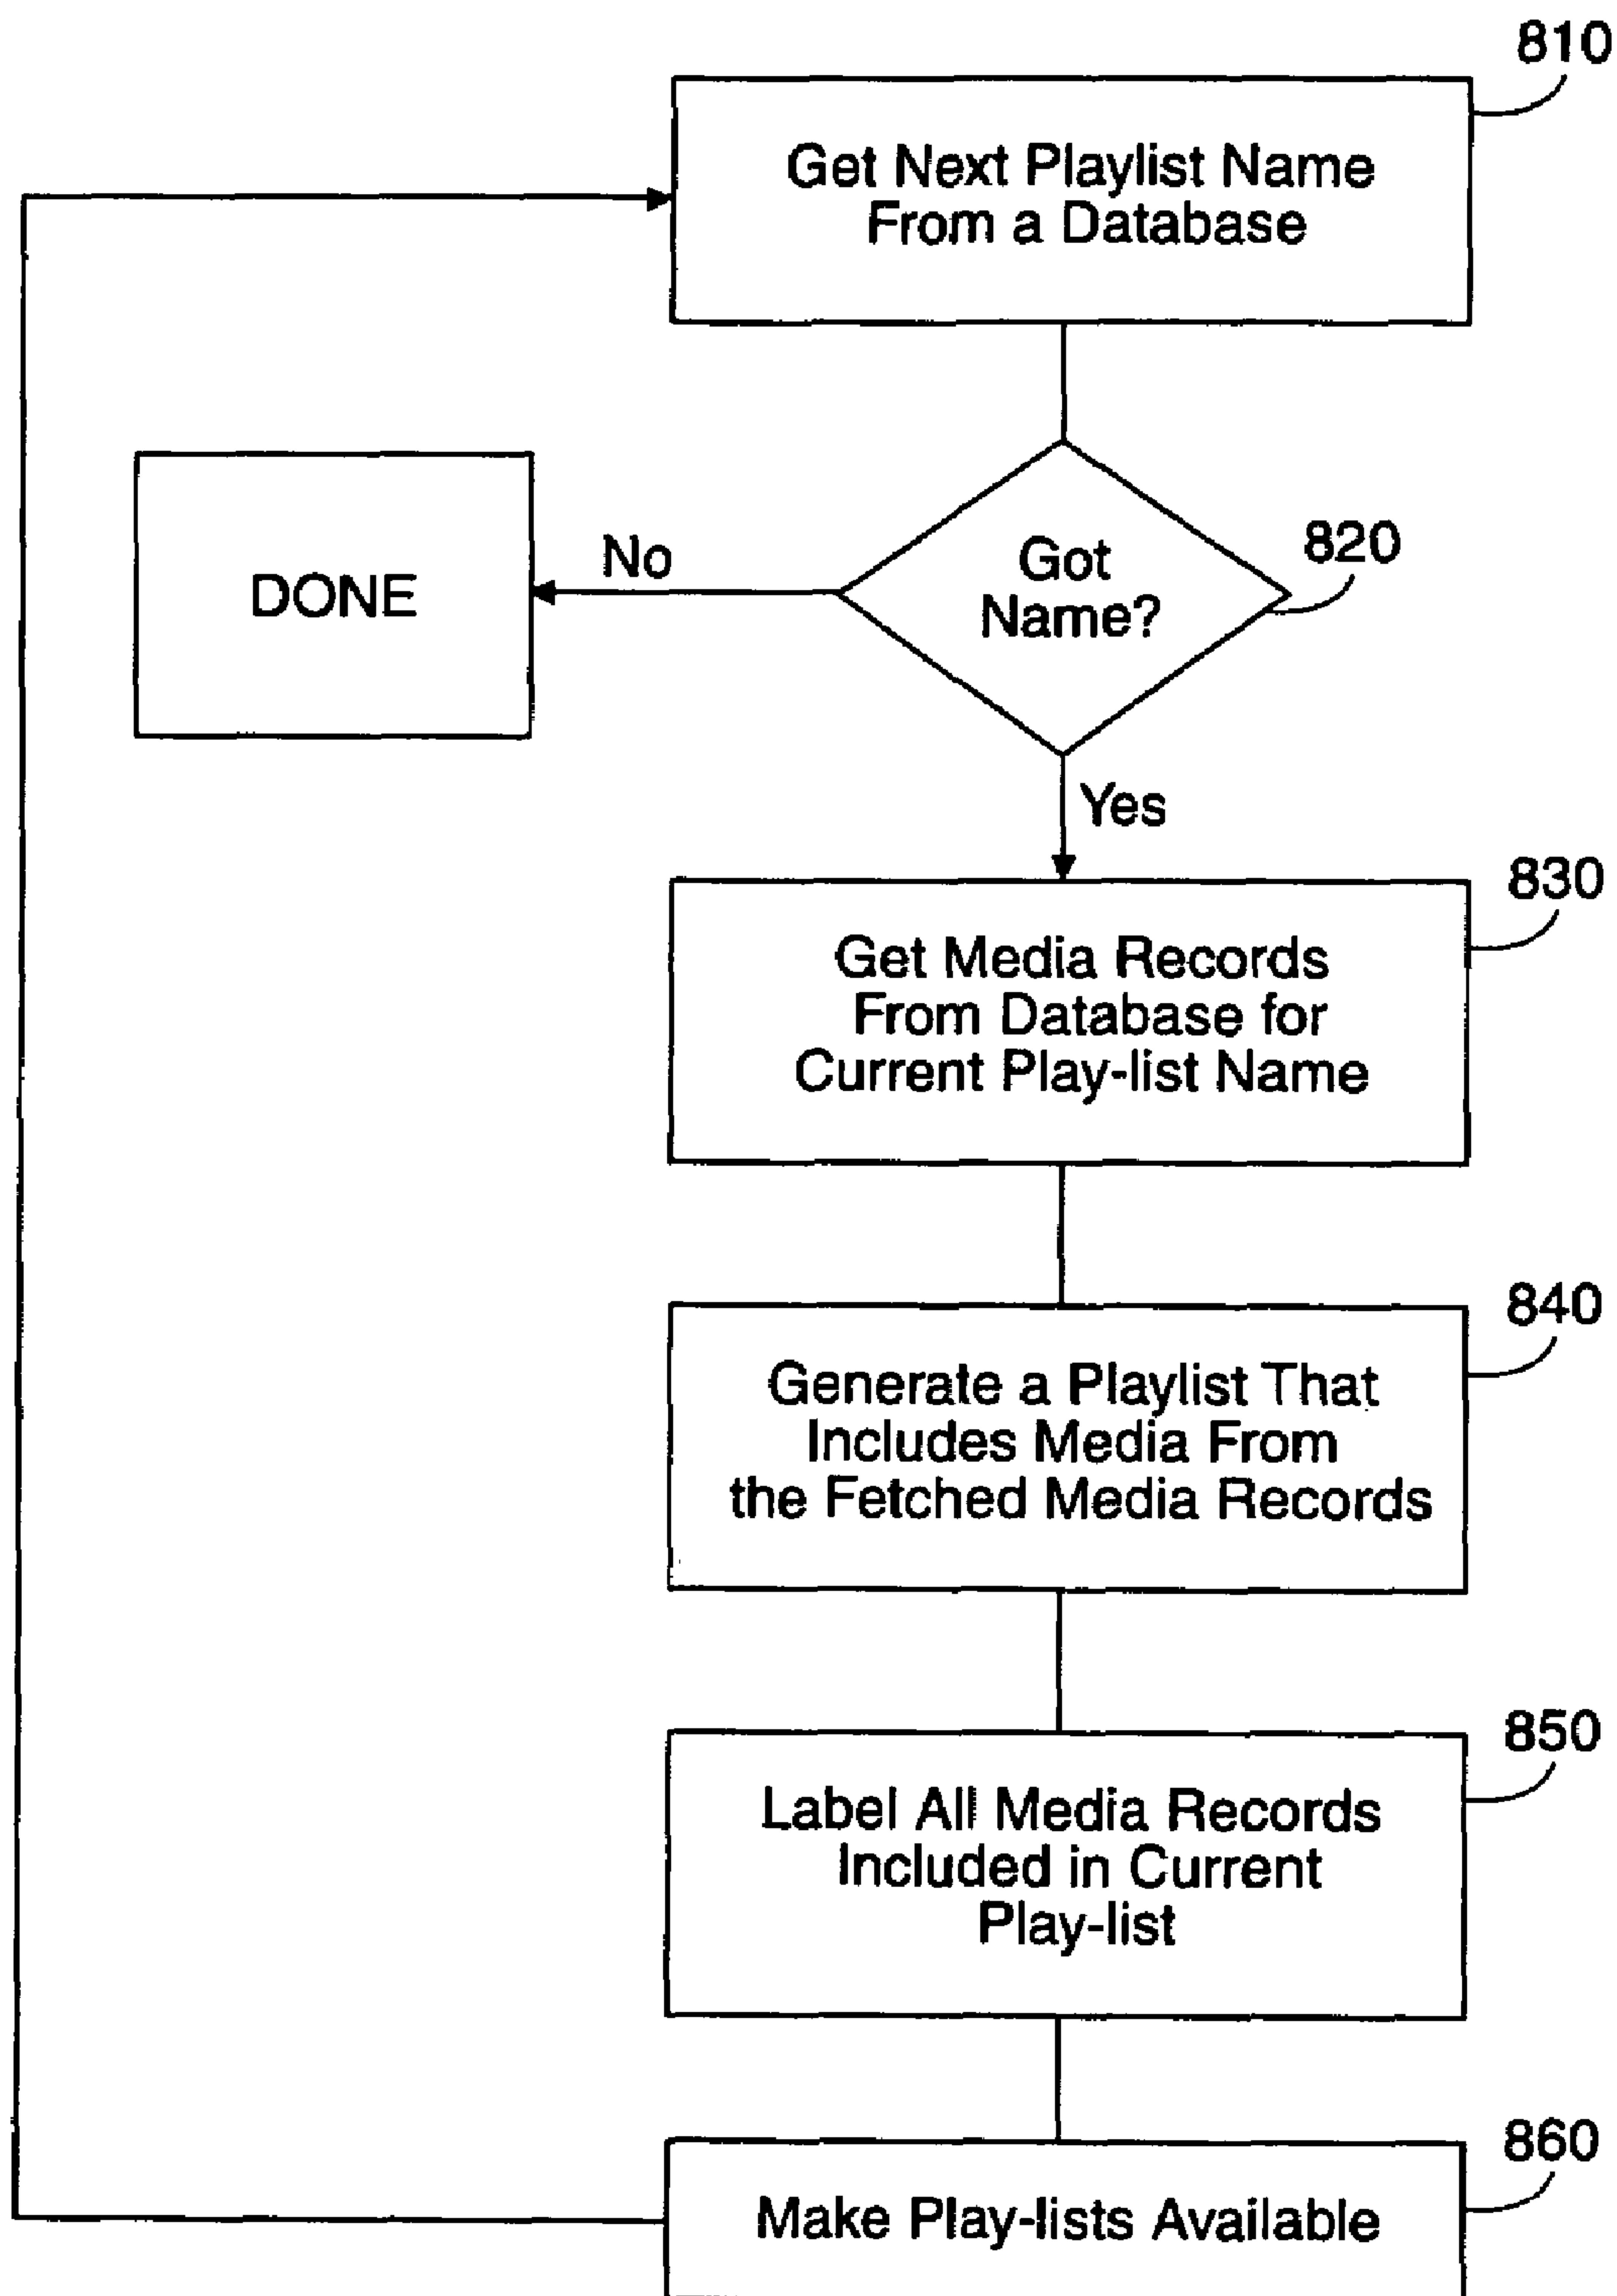 810
Get Next Playlist Name
From a Database
DONE
No
Got
Name?
820
Yes
830
Get Media Records
From Database for
Current Play-list Name
840
Generate a Playlist That
Includes Media From
the Fetched Media Records
850
Label All Media Records
Included in Current
Play-list
860
Make Play-lists Available